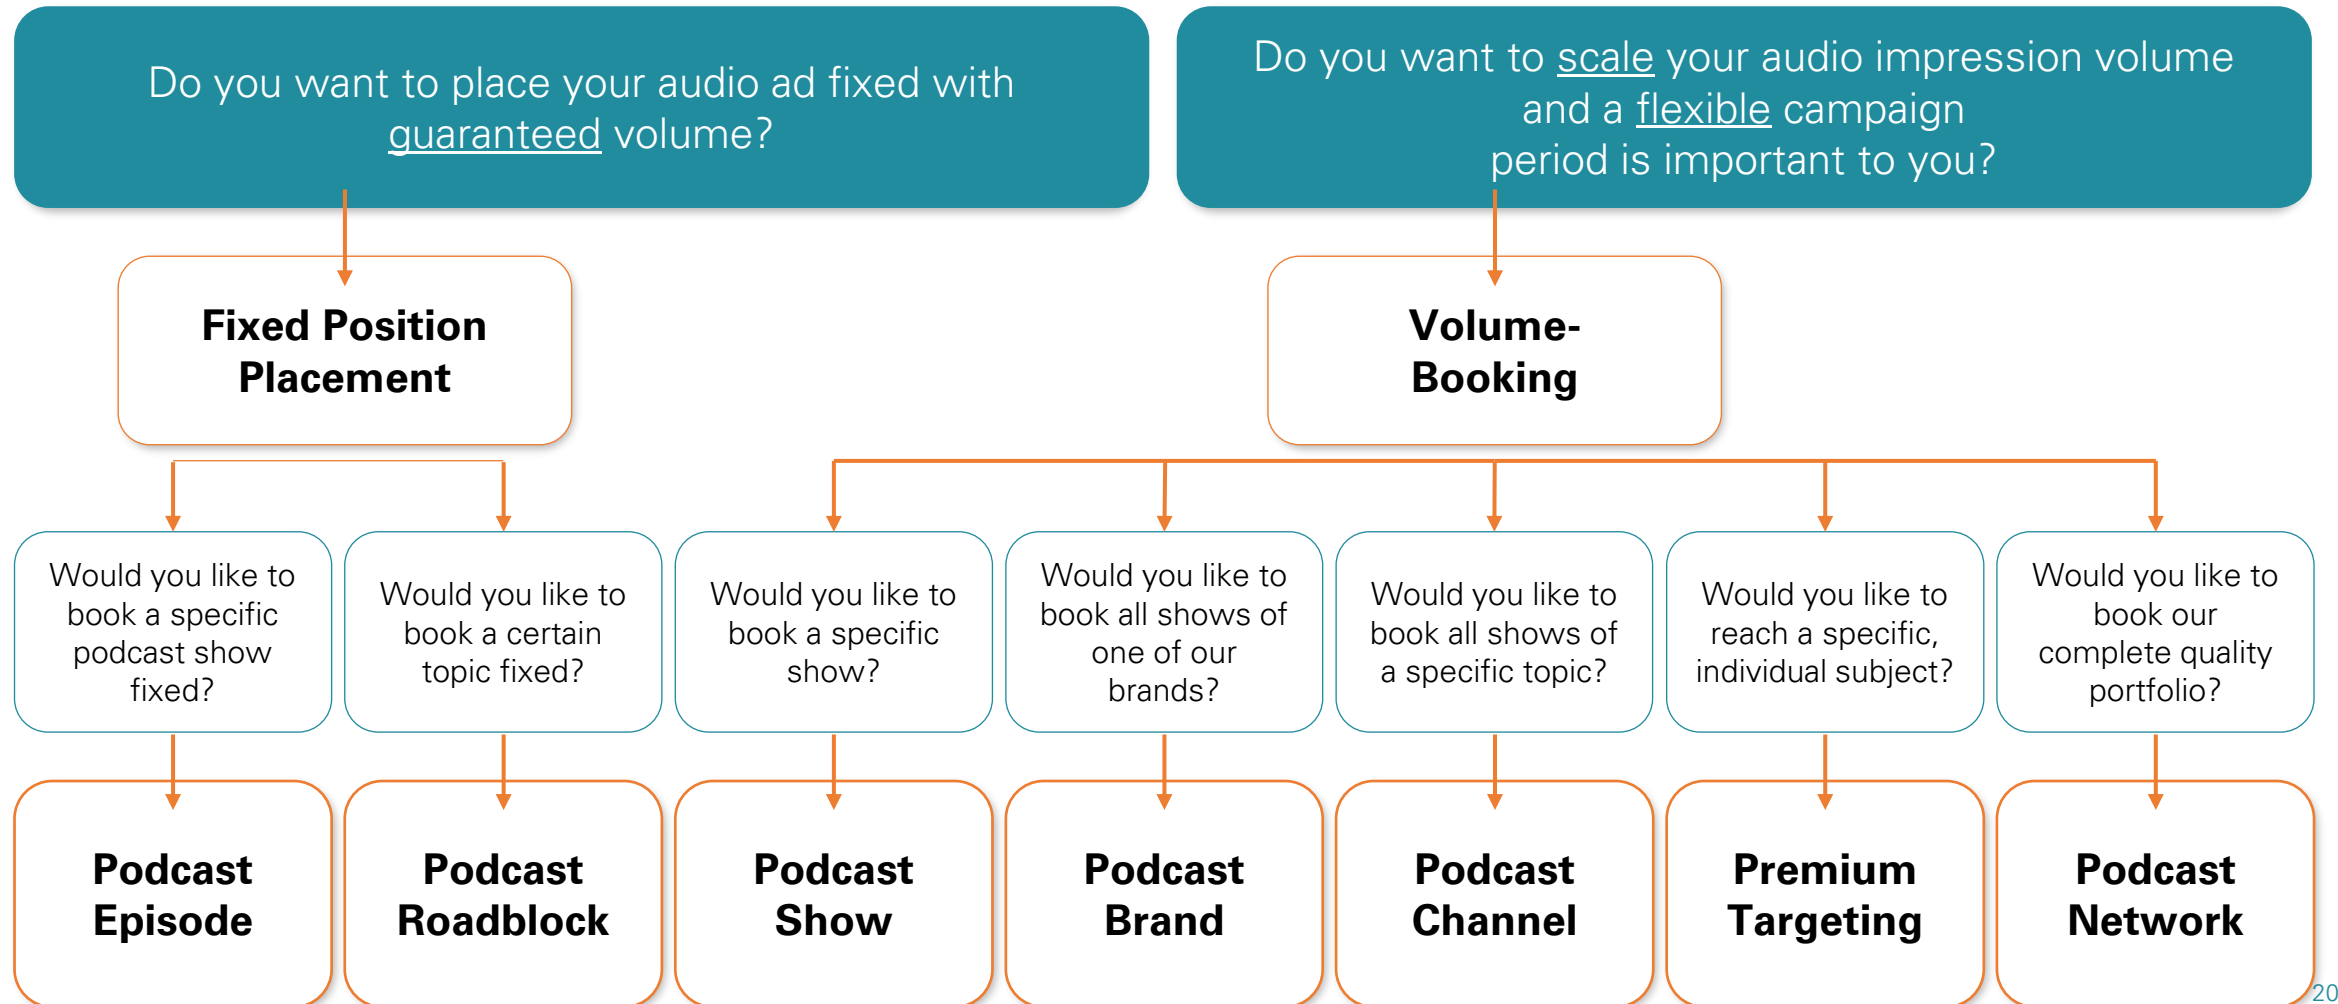 Do you want to place your audio ad fixed with
guaranteed volume?
Do you want to scale your audio impression volume
and a flexible campaign
period is important to you?
Fixed Position
Placement
Volume-
Booking
Would you like to
book a specific
podcast show
fixed?
Would you like to
book a certain
topic fixed?
Would you like to
book a specific
show?
Would you like to
book all shows of
one of our
brands?
Would you like to
book all shows of
a specific topic?
Would you like to
reach a specific,
individual subject?
Would you like to
book our
complete quality
portfolio?
Podcast
Episode
Podcast
Roadblock
Podcast
Show
Podcast
Brand
Podcast
Channel
Premium
Targeting
Podcast
Network
20